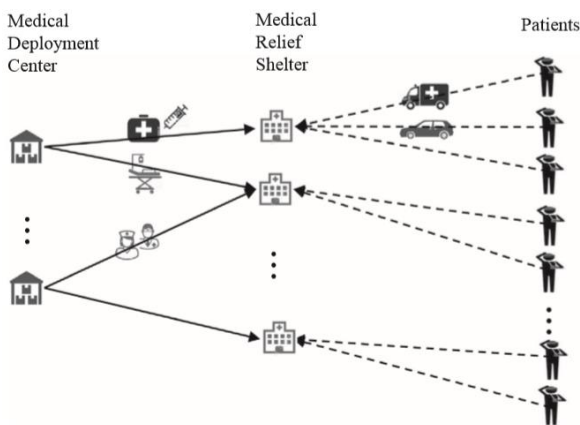 Medical
Deployment
Center
Medical
Relief
Shelter
Patients